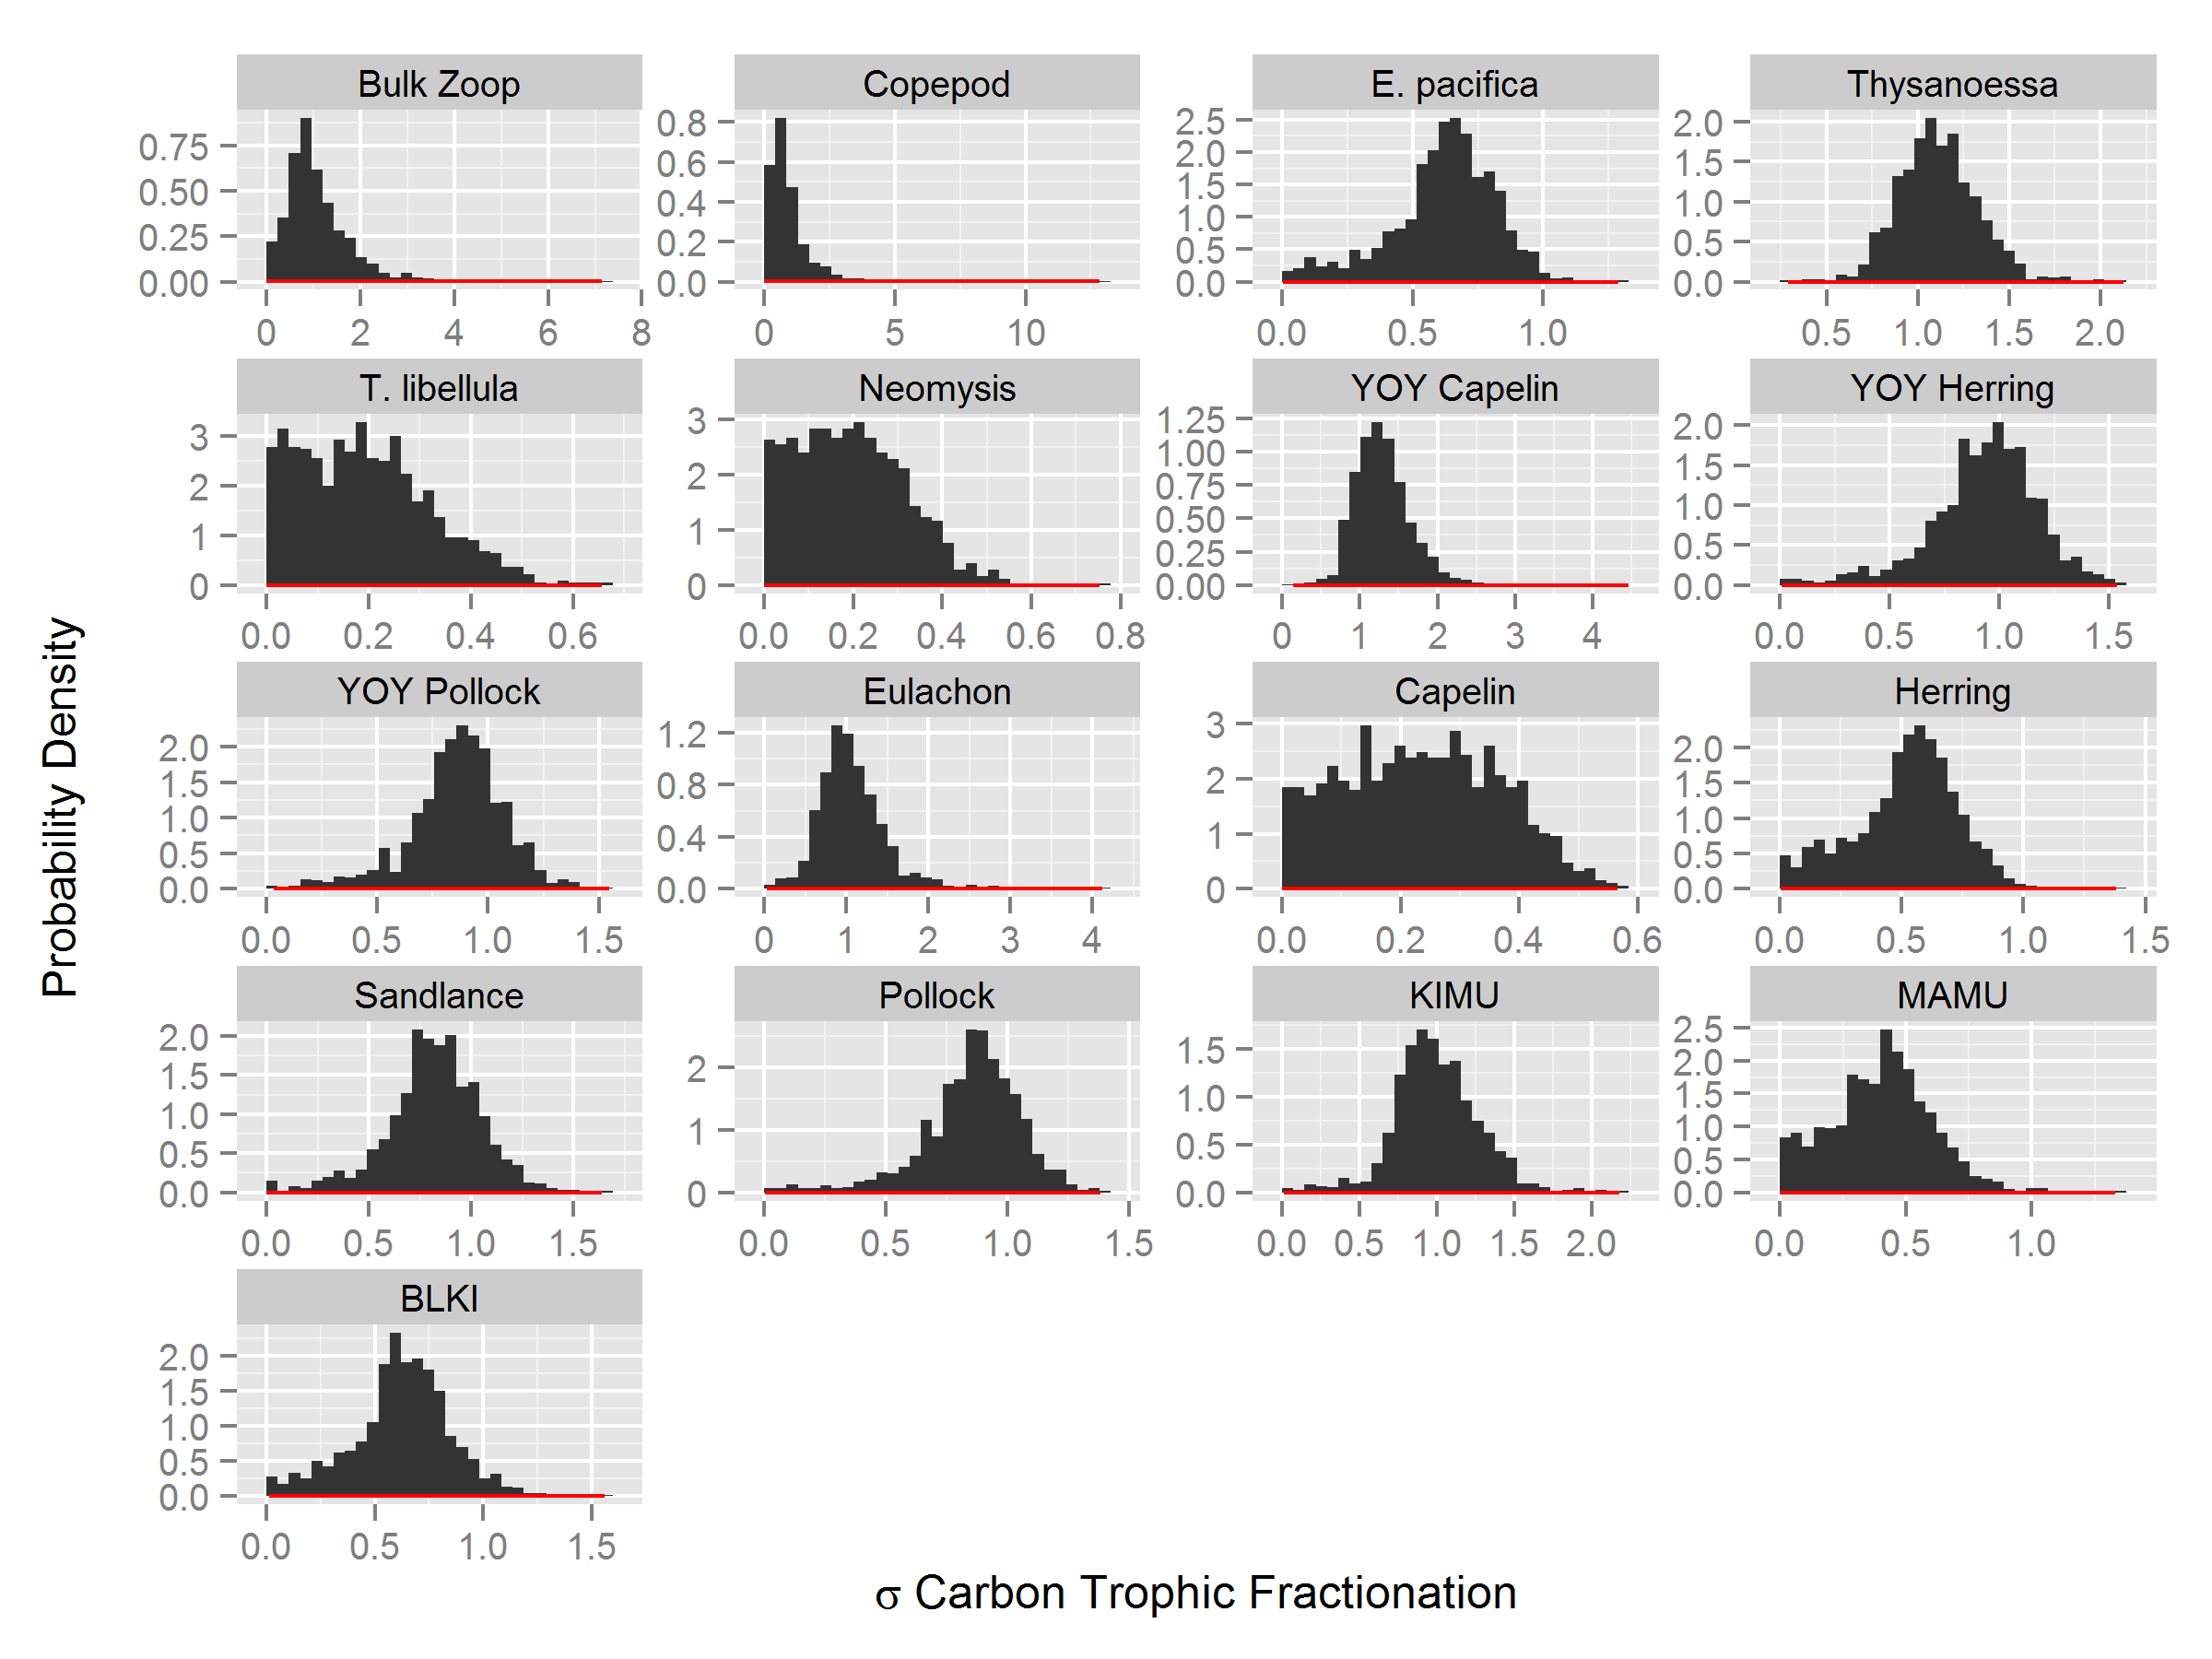 Bulk Zoop Copepod E. pacifica Thysanoessa
0.75 0.50 0.25 0.00
0.8 0.6 0.4 0.2 0.0
2.5 2.0 1.5 1.0 0.5 0.0
2.0 1.5 1.0 0.5 0.0
0 2 4 6 8 0 5 10 0.0 0.5 1.0 0.5 1.0 1.5 2.0
T. libellula Neomysis YOY Capelin YOY Herring
3 2 1 0
3 2 1 0
1.25 1.00 0.75 0.50 0.25 0.00
2.0 1.5 1.0 0.5 0.0
0.0 0.2 0.4 0.6 0.0 0.2 0.4 0.6 0.8 0 1 2 3 4 0.0 0.5 1.0 1.5
YOY Pollock Eulachon Capelin Herring
2.0 1.5 1.0 0.5 0.0
1.2 0.8 0.4 0.0
3 2 1 0
2.0 1.5 1.0 0.5 0.0
0.0 0.5 1.0 1.5 0 1 2 3 4 0.0 0.2 0.4 0.6 0.0 0.5 1.0 1.5
Sandlance Pollock KIMU MAMU
2.0 1.5 1.0 0.5 0.0
2 1 0
1.5 1.0 0.5 0.0
2.5 2.0 1.5 1.0 0.5 0.0
0.0 0.5 1.0 1.5 0.0 0.5 1.0 1.5 0.0 0.5 1.0 1.5 2.0 0.0 0.5 1.0
BLKI
2.0 1.5 1.0 0.5 0.0
0.0 0.5 1.0 1.5
Probability Density
σ Carbon Trophic Fractionation